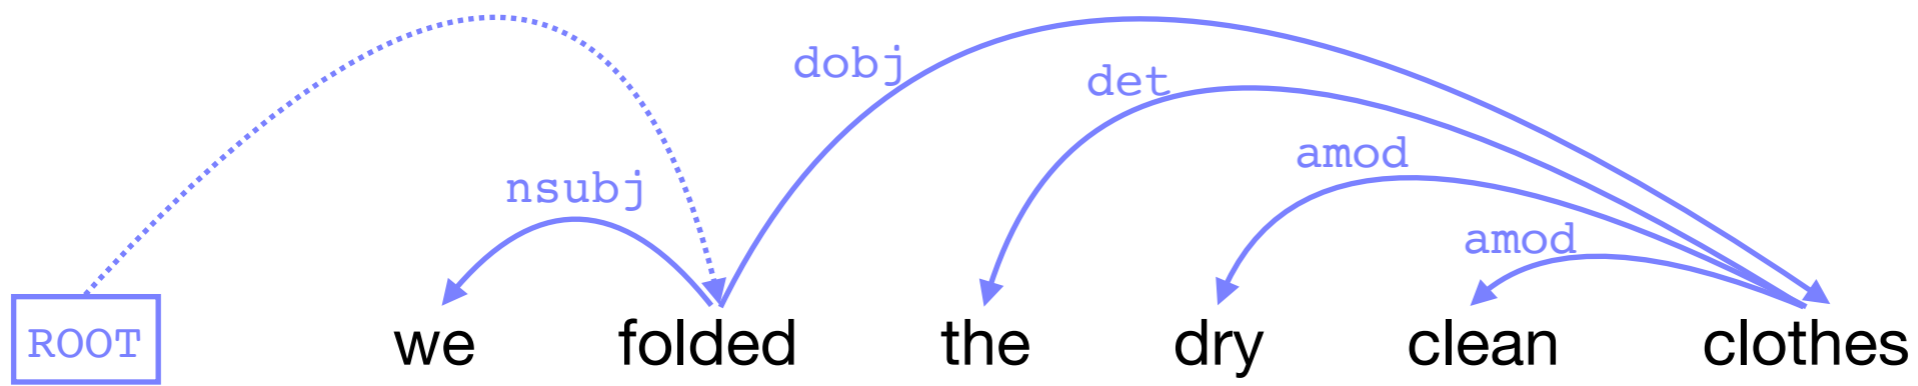 dobj
det
amod
nsubj
amod
ROOT we folded the dry clean clothes